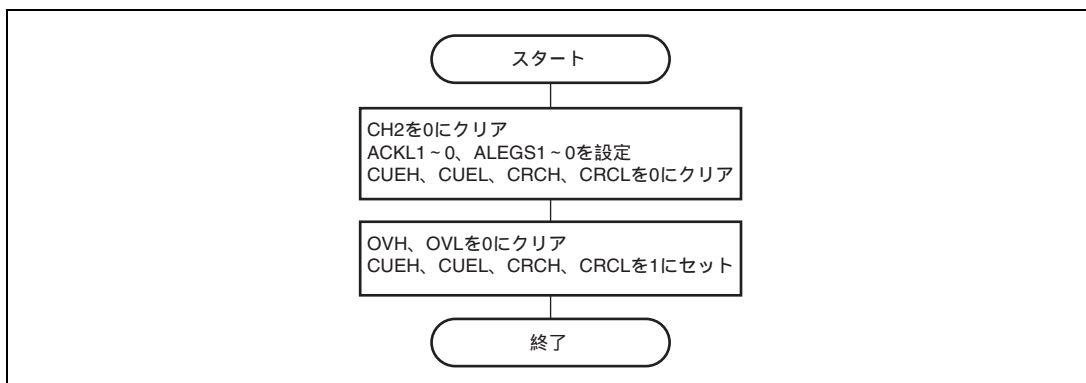 スタート
CH2を0にクリア
ACKL1~0、ALEGS1~0を設定
CUEH、CUEL、CRCH、CRCLを0にクリア
OVH、OVLを0にクリア
CUEH、CUEL、CRCH、CRCLを1にセット
終了